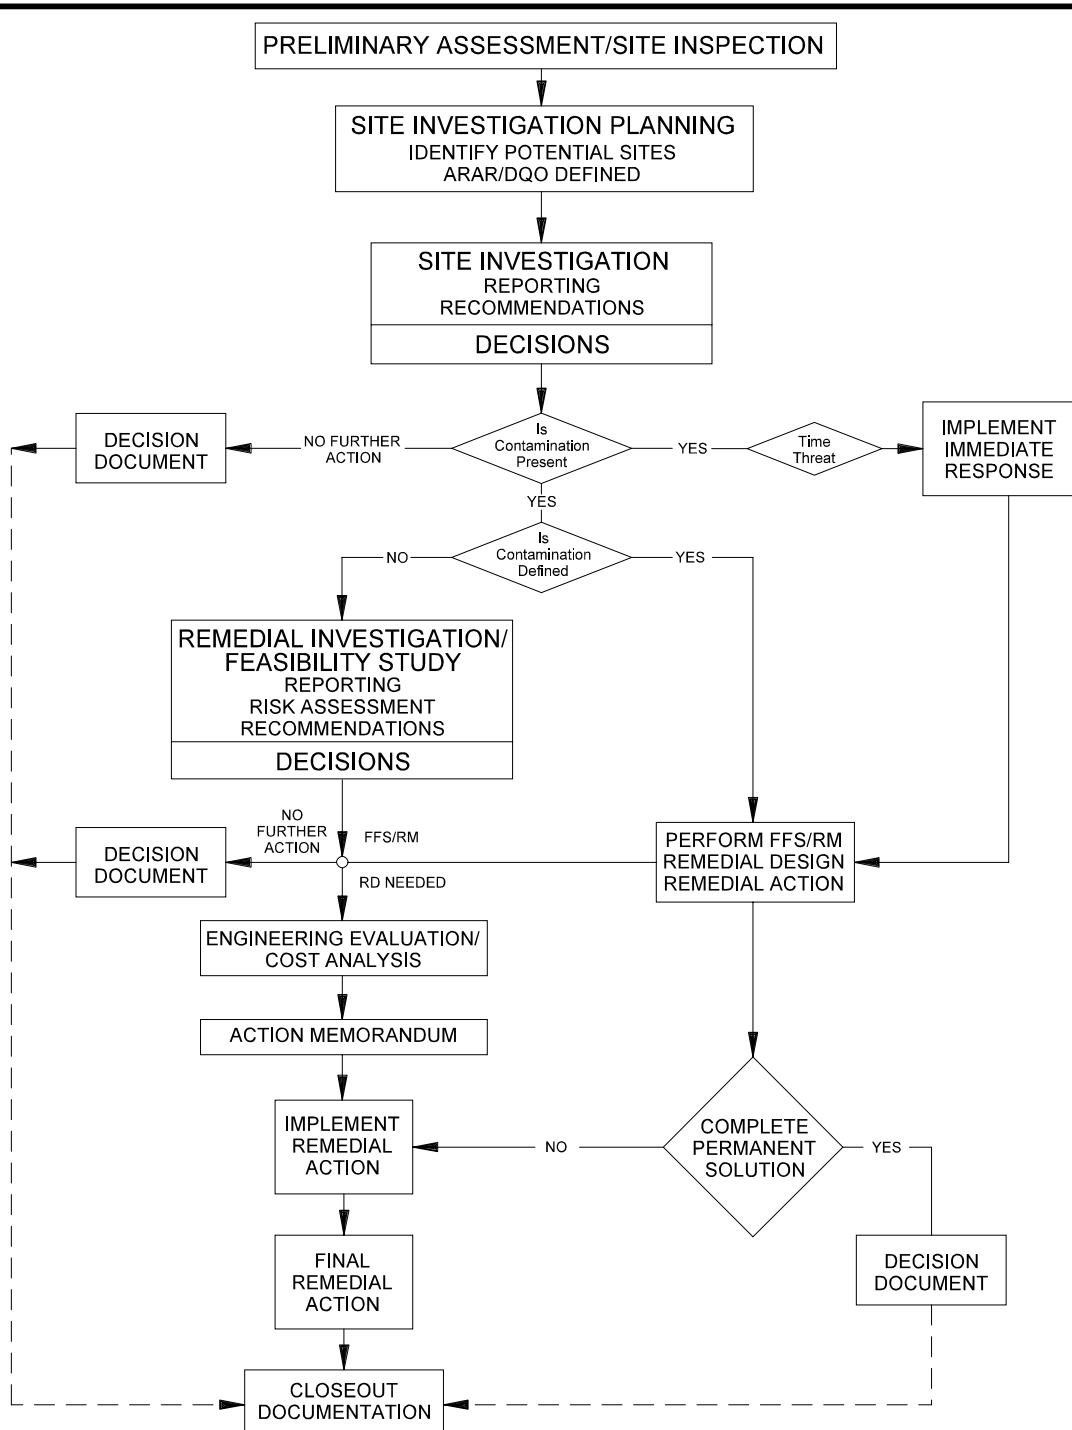 PRELIMINARY ASSESSMENT/SITE INSPECTION
SITE INVESTIGATION PLANNING
IDENTIFY POTENTIAL SITES
ARAR/DQO DEFINED
SITE INVESTIGATION
REPORTING
RECOMMENDATIONS
DECISIONS
DECISION
DOCUMENT
NO FURTHER
ACTION
Is
Contamination
Present
YES
Time
Threat
IMPLEMENT
IMMEDIATE
RESPONSE
YES
Is
Contamination
Defined
NO
YES
REMEDIAL INVESTIGATION/
FEASIBILITY STUDY
REPORTING
RISK ASSESSMENT
RECOMMENDATIONS
DECISIONS
DECISION
DOCUMENT
NO
FURTHER
ACTION
FFS/RM
RD NEEDED
PERFORM FFS/RM
REMEDIAL DESIGN
REMEDIAL ACTION
ENGINEERING EVALUATION/
COST ANALYSIS
ACTION MEMORANDUM
IMPLEMENT
REMEDIAL
ACTION
NO
COMPLETE
PERMANENT
SOLUTION
YES
FINAL
REMEDIAL
ACTION
DECISION
DOCUMENT
CLOSEOUT
DOCUMENTATION